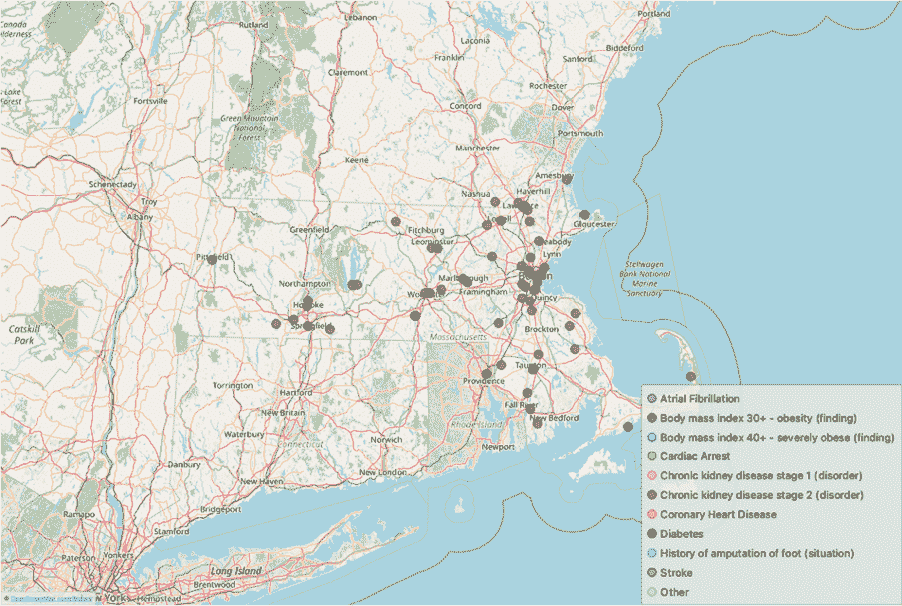 Canada
Lake
Forest
Rutland
Lebanon
Portland
Laconia
Franklin
Biddeford
Sanford
Claremont
Rochester
Fortsville
Concord
Dover
Green Mountain
National
Forest
Portsmouth
Manchester
Keene
Amesbury
Schenectady
Nashua
Haverhill
Troy
Albany
Greenfield
Fitchburg
Gloucester
Leominster
Peabody
Lynn
Stellwagen
Bank National
Marine
Sanctuary
Northampton
Marlborough
Framingham
Quincy
Catskill
Park
Brockton
Massachusetts
Torrington
Providence
Taunton
Hartford
New Britain
Fall River
New Bedford
Waterbury
Connecticut
Norwich
Rhode Island
Newport
Danbury
New Haven
New London
Bridgeport
Ramapo
Stamford
Paterson
Yonkers
Long Island
Brentwood
Hempstead
Atrial Fibrillation
Body mass index 30+ - obesity (finding)
Body mass index 40+ - severely obese (finding)
Cardiac Arrest
Chronic kidney disease stage 1 (disorder)
Chronic kidney disease stage 2 (disorder)
Coronary Heart Disease
Diabetes
History of amputation of foot (situation)
Stroke
Other